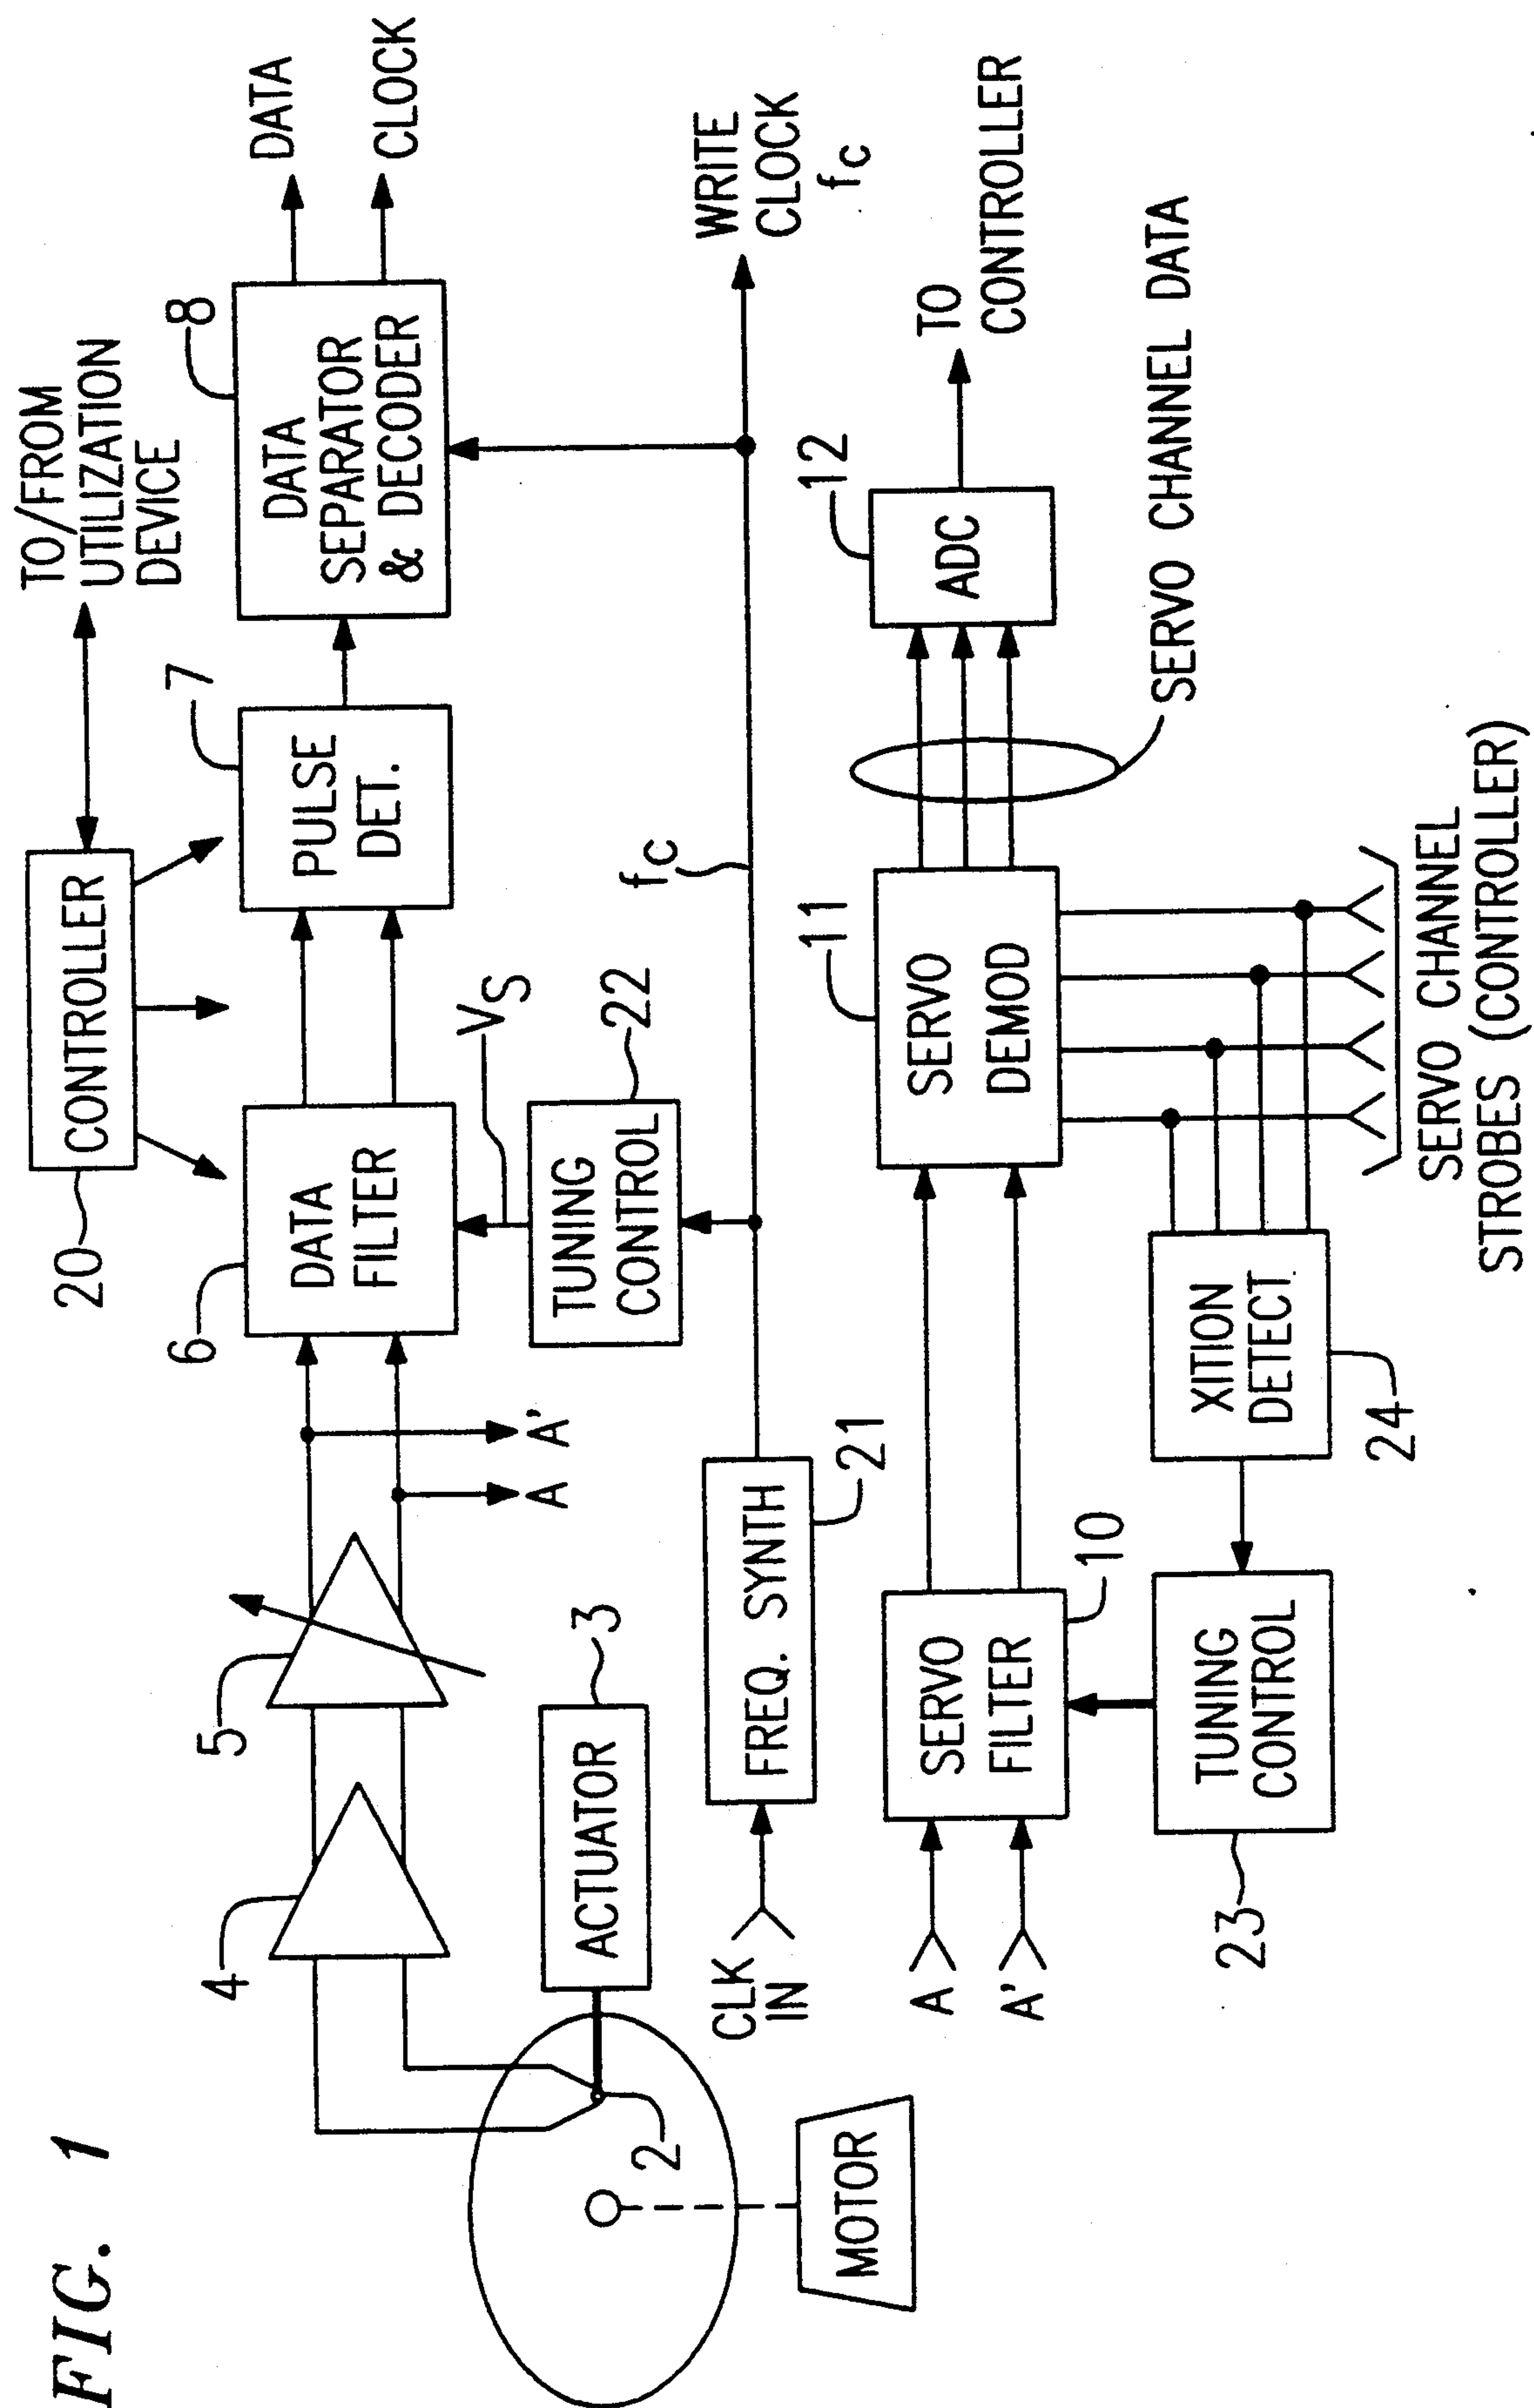 FIG. 1
TO/FROM
UTILIZATION
DEVICE
20
CONTROLLER
4
5
6
DATA
FILTER
7
PULSE
DET.
8
DATA
SEPARATOR
& DECODER
DATA
CLOCK
A
A'
VS
2
3
ACTUATOR
TUNING
CONTROL
22
MOTOR
CLK
IN
FREQ. SYNTH
21
fC
WRITE
CLOCK
fC
A
A'
SERVO
FILTER
10
11
SERVO
DEMOD
12
ADC
TO
CONTROLLER
SERVO CHANNEL DATA
23
TUNING
CONTROL
XITION
DETECT
24
SERVO CHANNEL
STROBES (CONTROLLER)